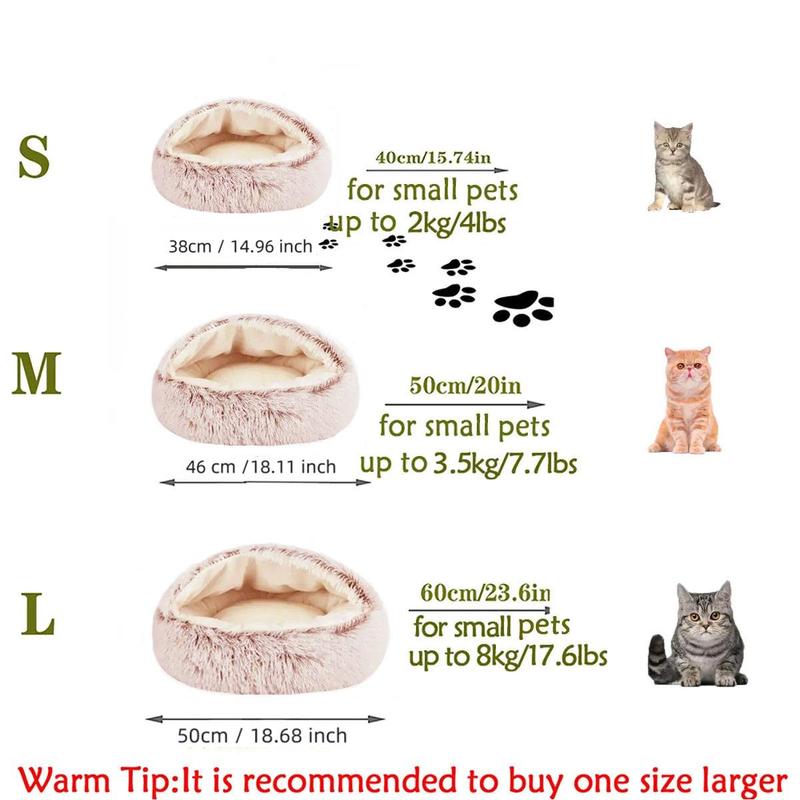 S
40cm/15.74in
for small pets
up to 2kg/4lbs
38cm / 14.96 inch
M
50cm/20in
for small pets
up to 3.5kg/7.7lbs
46 cm /18.11 inch
L
60cm/23.6in
for small pets
up to 8kg/17.6lbs
50cm / 18.68 inch
Warm Tip:It is recommended to buy one size larger